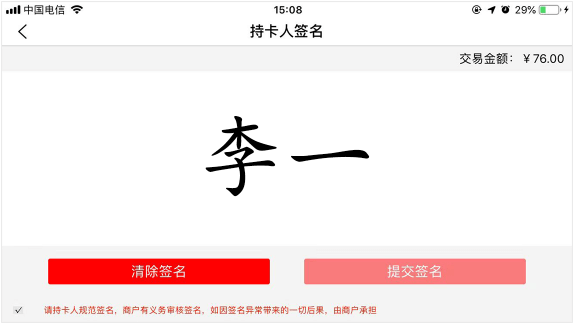 中国电信 15:08 29%
持卡人签名
交易金额：￥76.00
李一
清除签名 提交签名
请持卡人规范签名，商户有义务审核签名，如因签名异常带来的一切后果，由商户承担